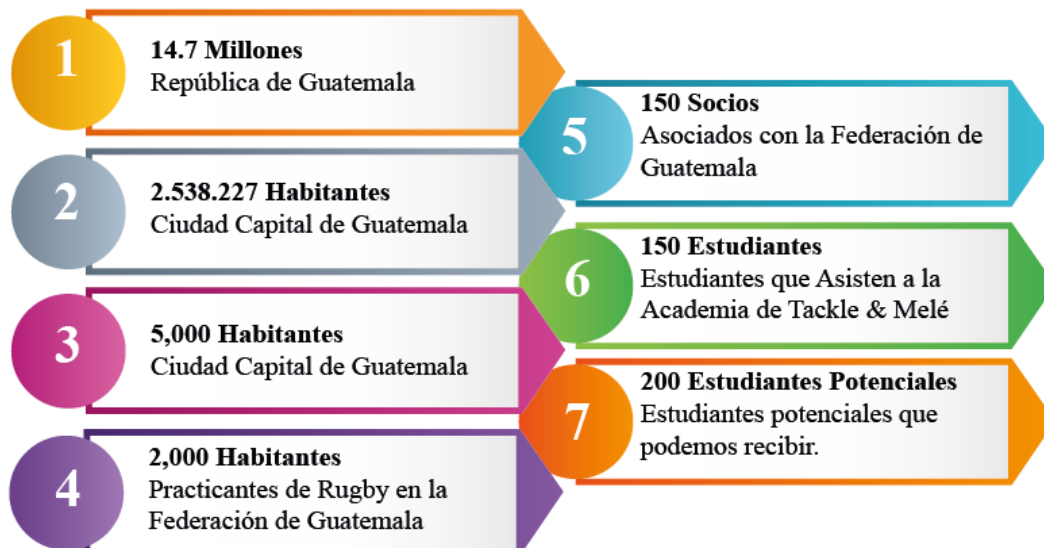 1
14.7 Millones
República de Guatemala
2
2.538.227 Habitantes
Ciudad Capital de Guatemala
3
5,000 Habitantes
Ciudad Capital de Guatemala
4
2,000 Habitantes
Practicantes de Rugby en la
Federación de Guatemala
5
150 Socios
Asociados con la Federación de
Guatemala
6
150 Estudiantes
Estudiantes que Asisten a la
Academia de Tackle & Melé
7
200 Estudiantes Potenciales
Estudiantes potenciales que
podemos recibir.